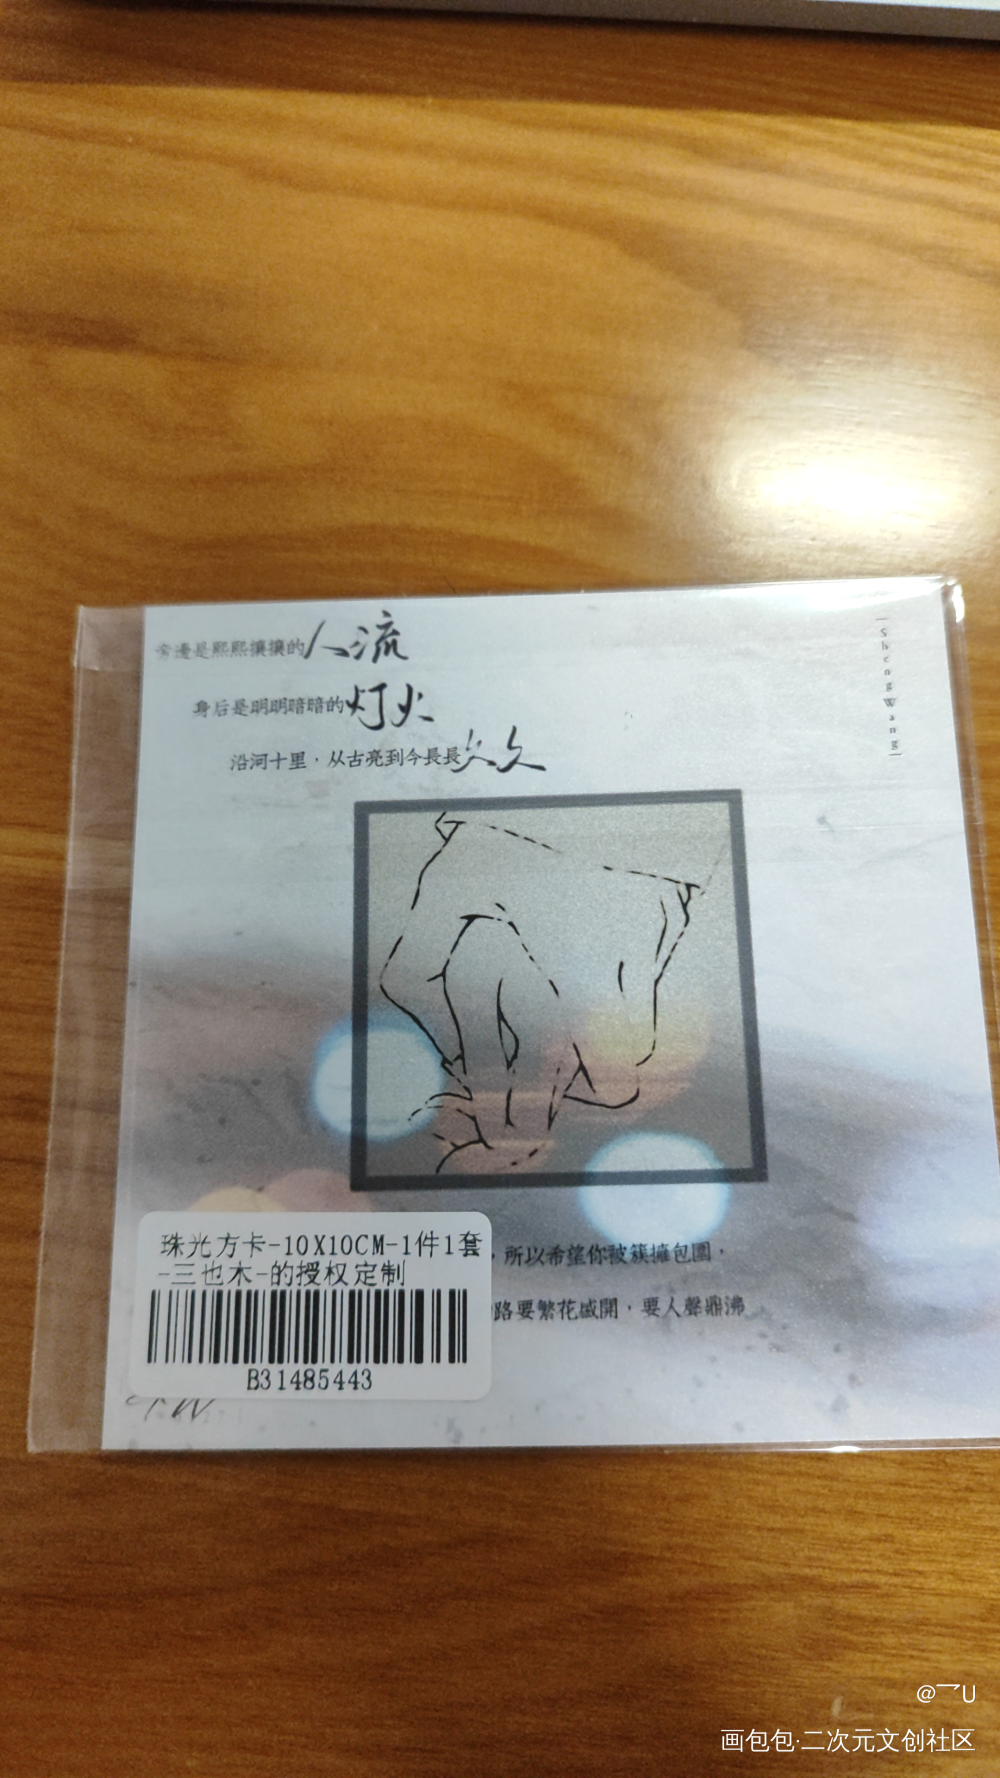 旁邊是熙熙攘攘的人流
身后是明明暗暗的灯火
沿河十里，从古亮到今長長久久
|ShengWang|
，所以希望你被簇擁包圍，
路要繁花盛開，要人聲鼎沸
珠光方卡-10X10CM-1件1套
-三也木-的授权定制
B31485443
@乛U
画包包·二次元文创社区